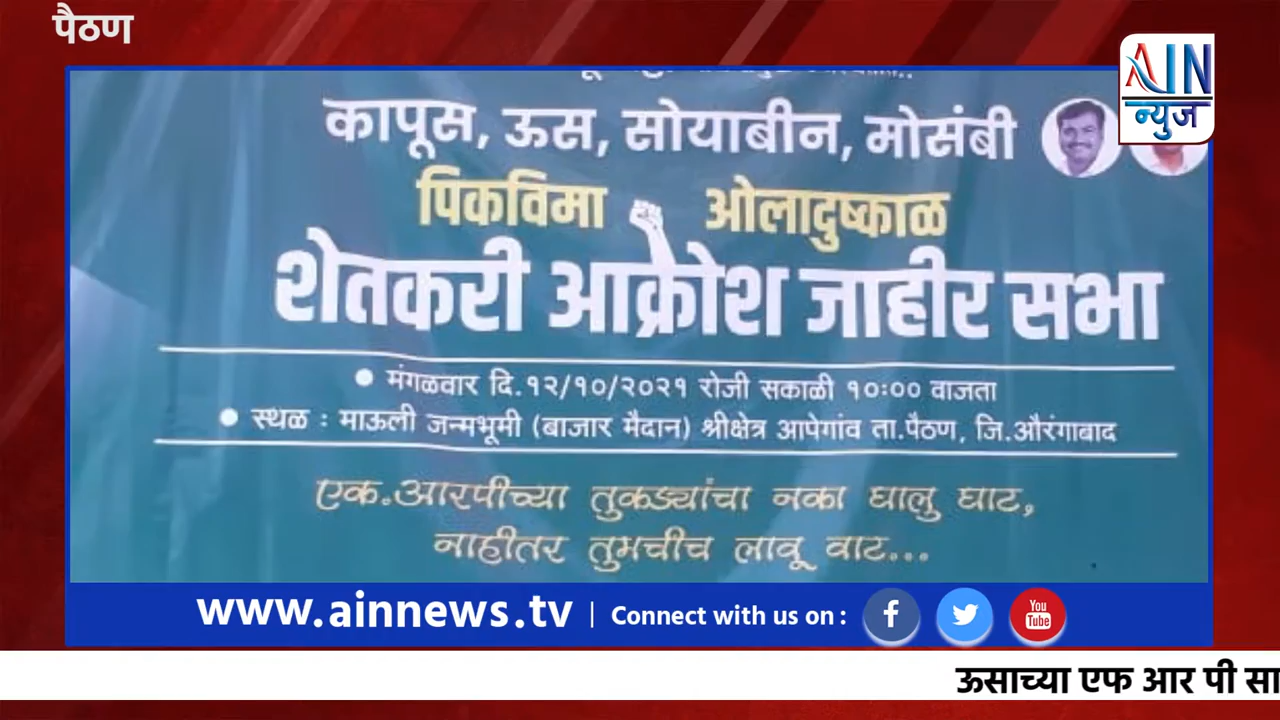 पैठण
AIN
न्युज
कापूस, ऊस, सोयाबीन, मोसंबी
पिकविमा ओलादुष्काळ
शेतकरी आक्रोश जाहीर सभा
• मंगळवार दि.१२/१०/२०२१ रोजी सकाळी १०:०० वाजता
• स्थळ : माऊली जन्मभूमी (बाजार मैदान) श्रीक्षेत्र आपेगांव ता.पैठण, जि.औरंगाबाद
एक.आरपीच्या तुकड्यांचा नका घालु घाट,
नाहीतर तुमचीच लावू वाट...
www.ainnews.tv | Connect with us on :
You
Tube
ऊसाच्या एफ आर पी सा